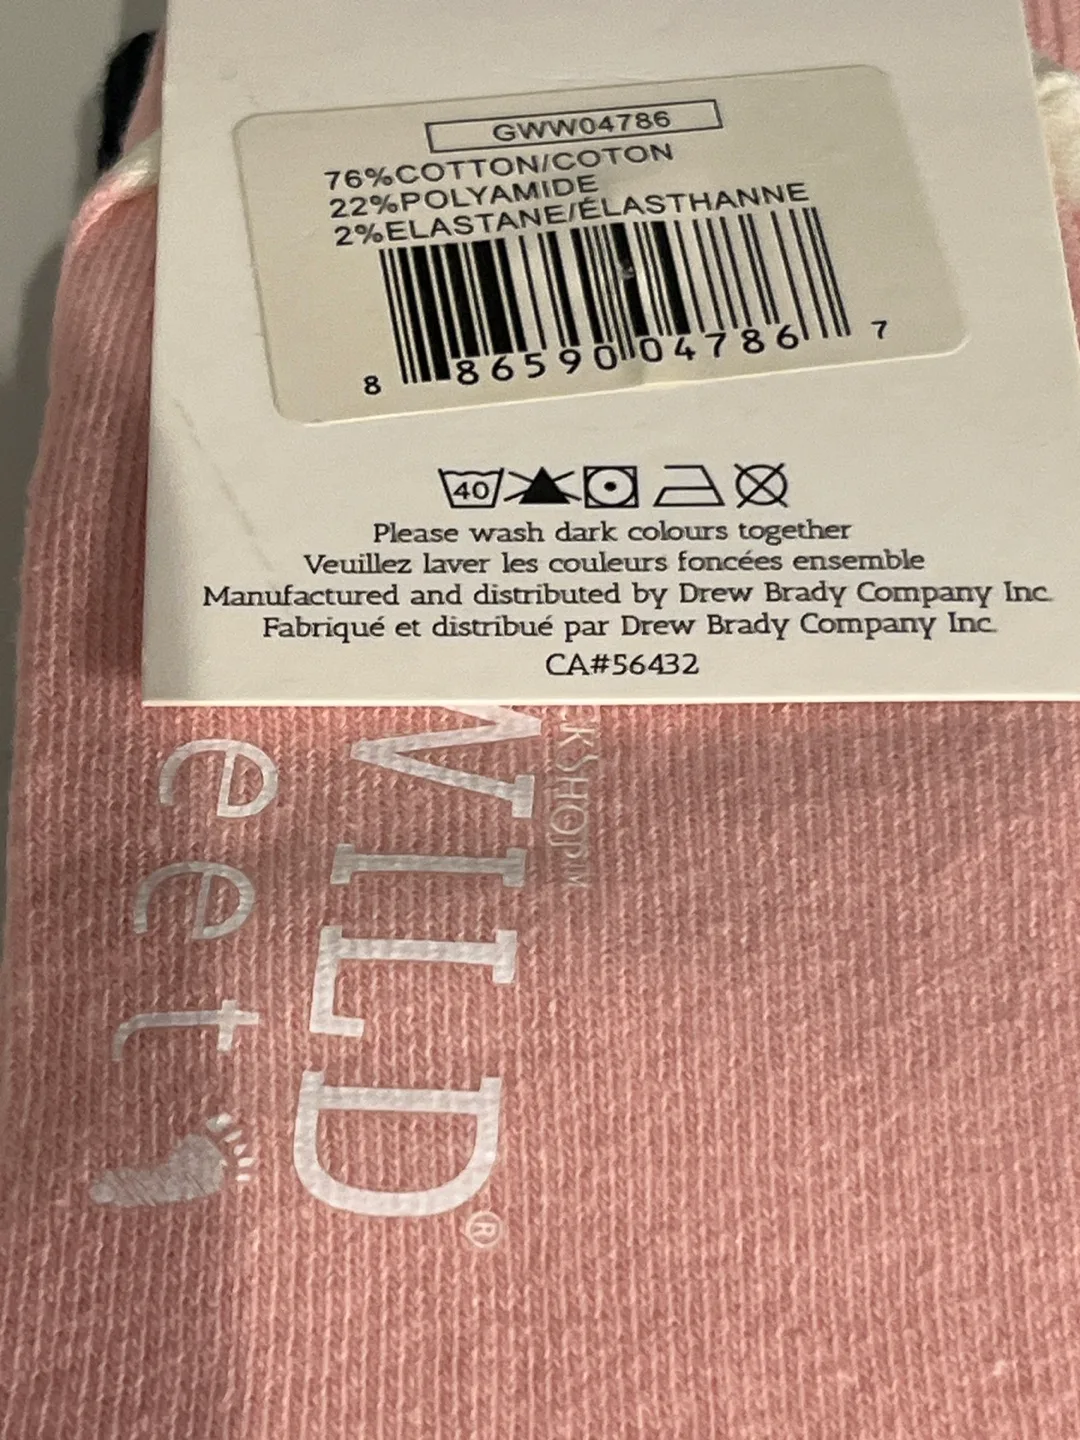 GWW04786
76%COTTON/COTON
22%POLYAMIDE
2%ELASTANE/ÉLASTHANNE
8 86590 04786 7
40
Please wash dark colours together
Veuillez laver les couleurs foncées ensemble
Manufactured and distributed by Drew Brady Company Inc.
Fabriqué et distribué par Drew Brady Company Inc.
CA#56432
WILD®
eet